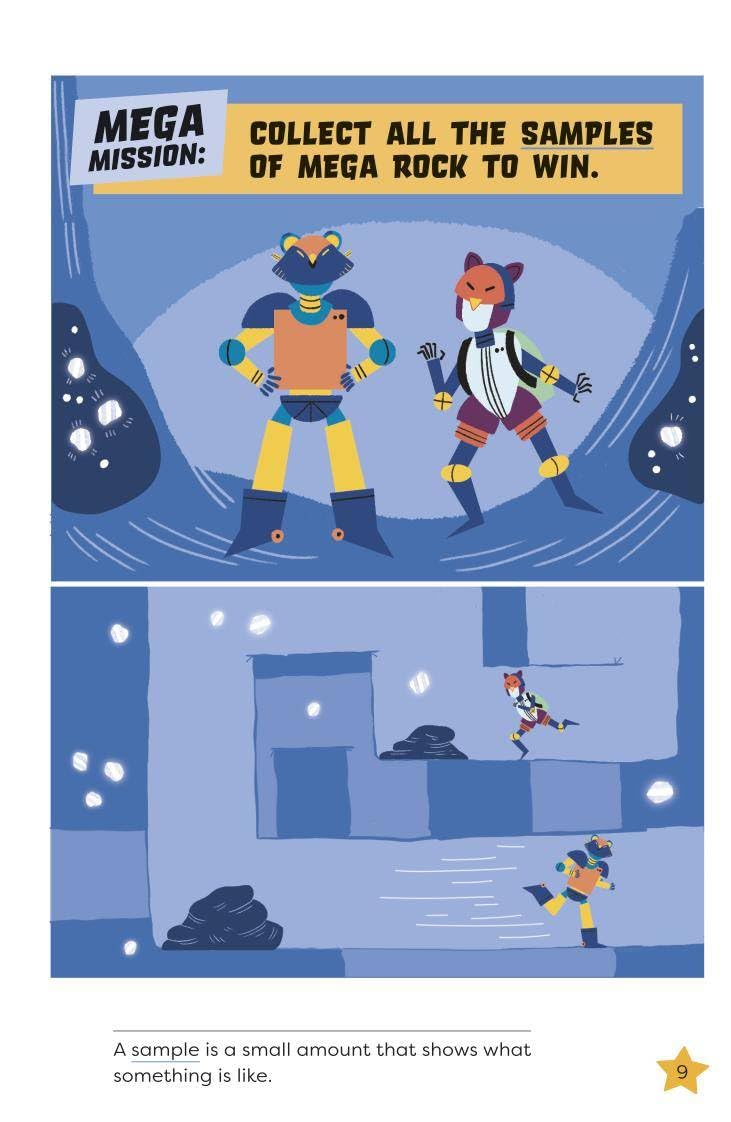 MEGA
MISSION:
COLLECT ALL THE SAMPLES
OF MEGA ROCK TO WIN.
A sample is a small amount that shows what
something is like.
9